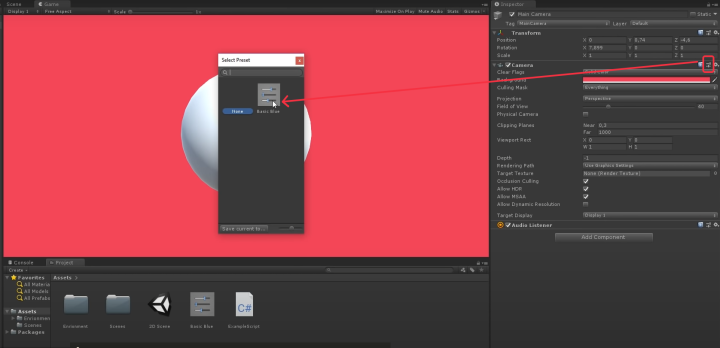 Scene
Game
Display 1
Free Aspect
Scale
Maximize On Play
Mute Audio
Stats
Gizmos
Select Preset
None
Basic Blue
Save current to...
Console
Project
Create
Favorites
All Materia
All Models
All Prefabs
Assets
Environmen
Scenes
Packages
Assets >
Scenes
3D Scene
Basic Blue
ExampleScript
Inspector
Main Camera
Static
Tag MainCamera
Layer Default
Transform
Position X 0 Y 0,74 Z -4,6
Rotation X 7,899 Y 0 Z 0
Scale X 1 Y 1 Z 1
Camera
Clear Flags
Background
Culling Mask Everything
Projection Perspective
Field of View 60
Physical Camera
Clipping Planes Near 0,3
Far 1000
Viewport Rect X 0 Y 0
W 1 H 1
Depth -1
Rendering Path Use Graphics Settings
Target Texture None (Render Texture)
Occlusion Culling
Allow HDR
Allow MSAA
Allow Dynamic Resolution
Target Display Display 1
Audio Listener
Add Component